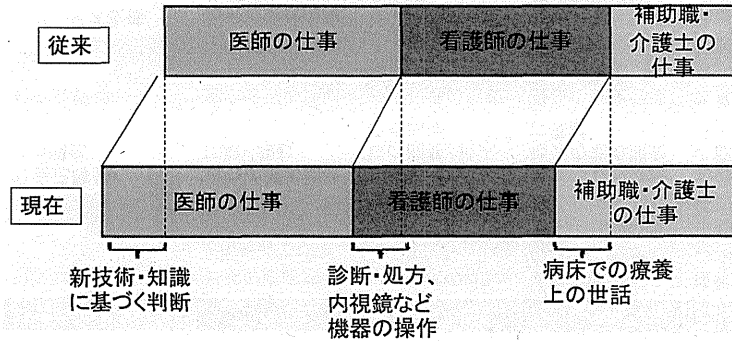 従来
医師の仕事
看護師の仕事
補助職・
介護士の
仕事
現在
医師の仕事
看護師の仕事
補助職・介護士
の仕事
新技術・知識
に基づく判断
診断・処方、
内視鏡など
機器の操作
病床での療養
上の世話